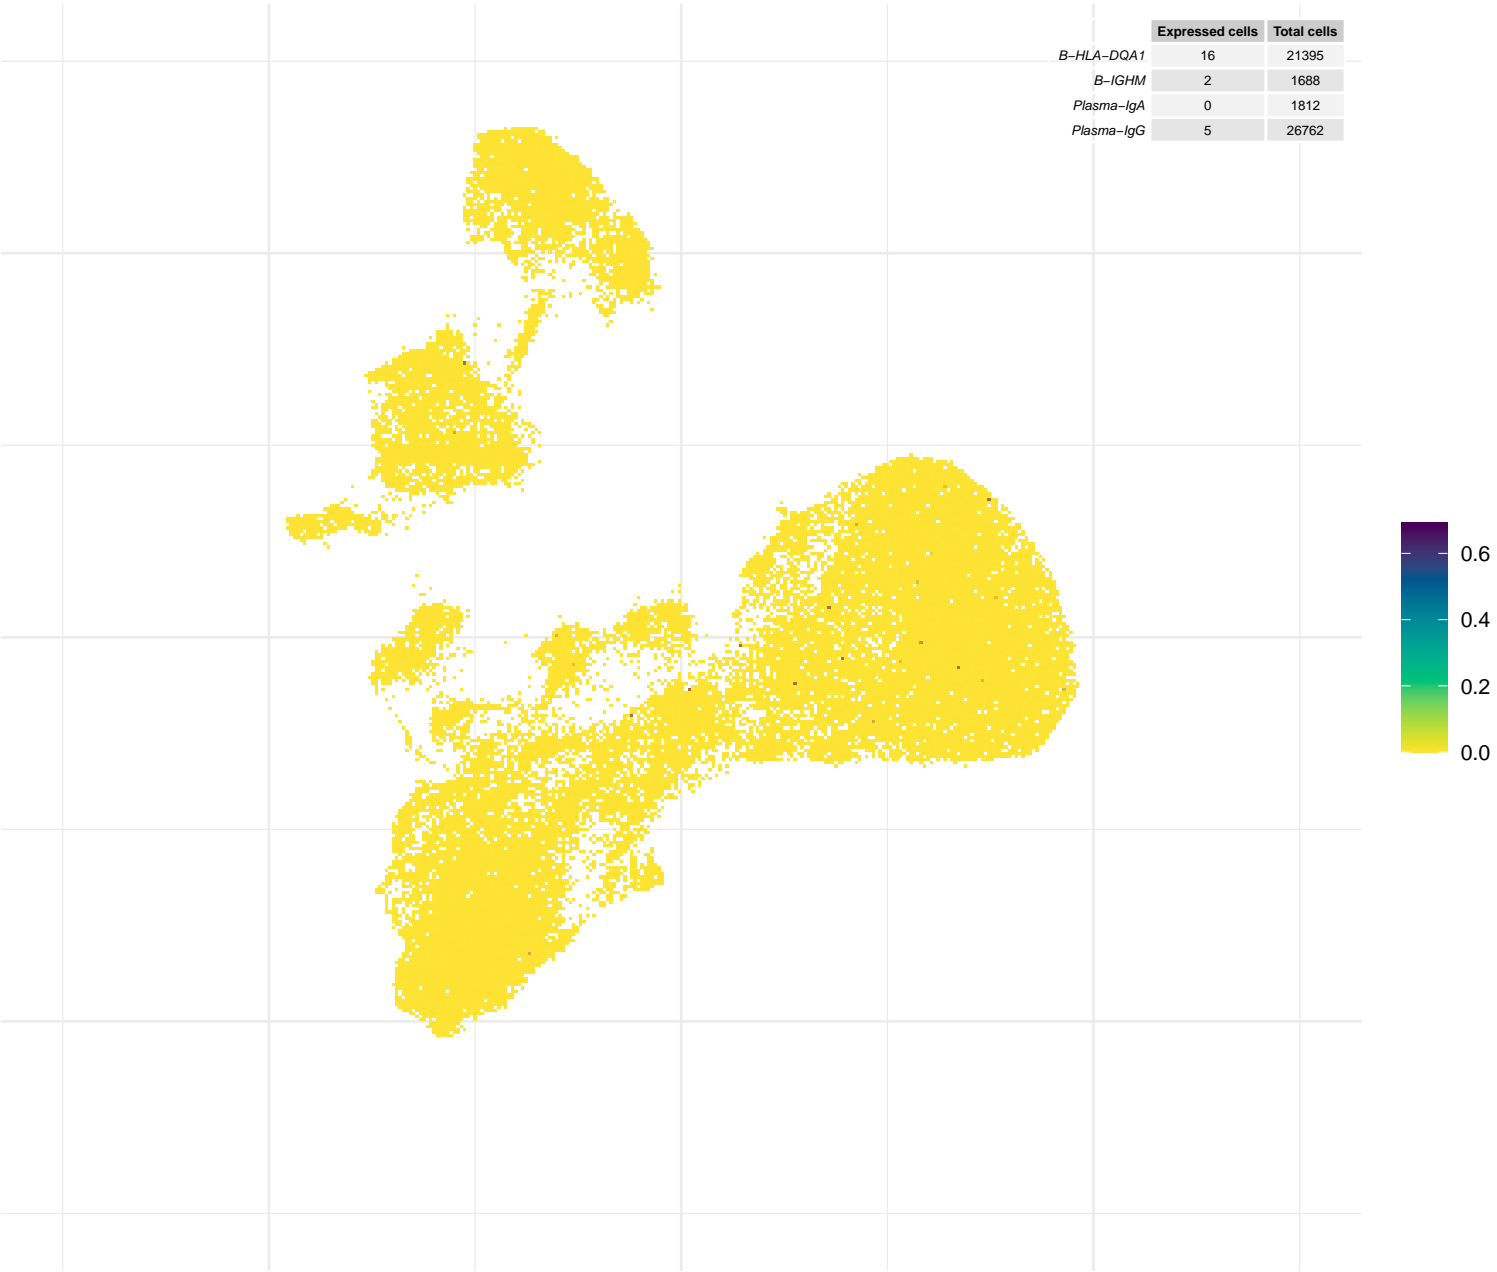 Expressed cells Total cells
B−HLA−DQA1 16 21395
B−IGHM 2 1688
Plasma−IgA 0 1812
Plasma−IgG 5 26762
0.6
0.4
0.2
0.0